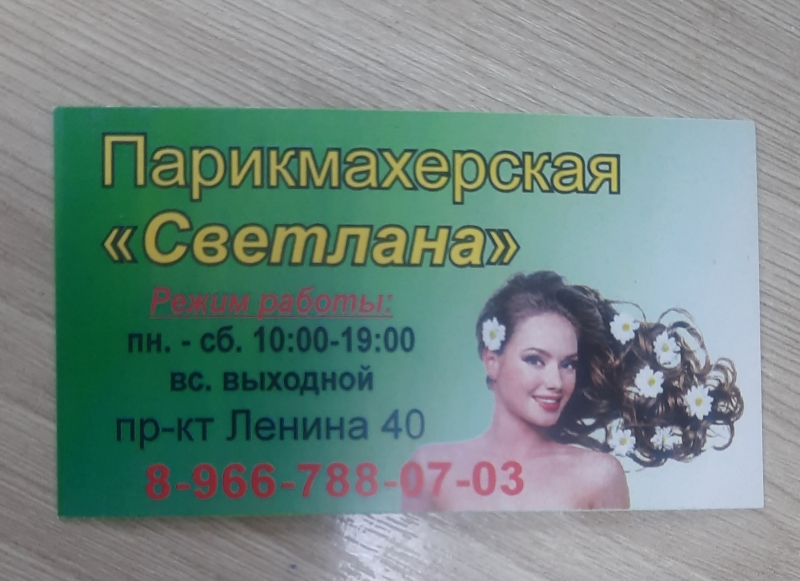 Парикмахерская
«Светлана»
Режим работы:
пн. - сб. 10:00-19:00
вс. выходной
пр-кт Ленина 40
8-966-788-07-03